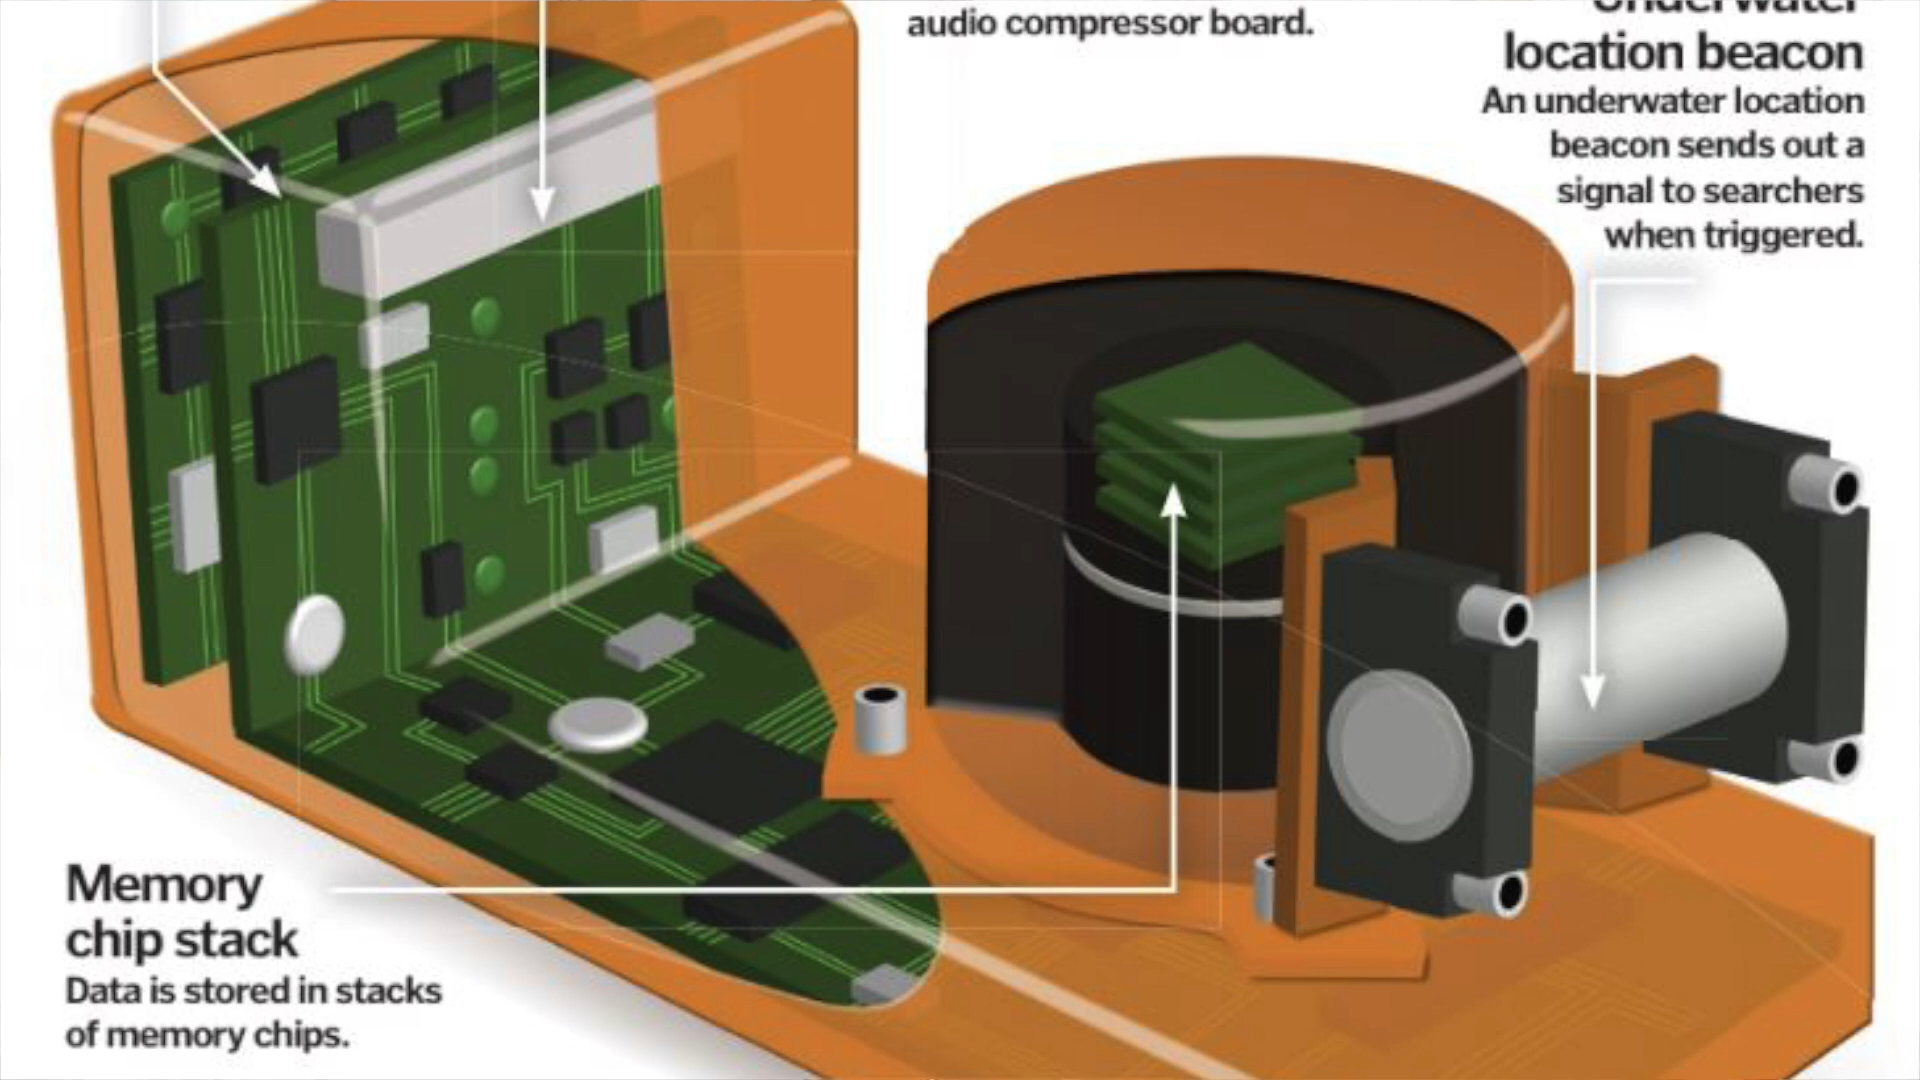 audio compressor board.
Underwater
location beacon
An underwater location
beacon sends out a
signal to searchers
when triggered.
Memory
chip stack
Data is stored in stacks
of memory chips.